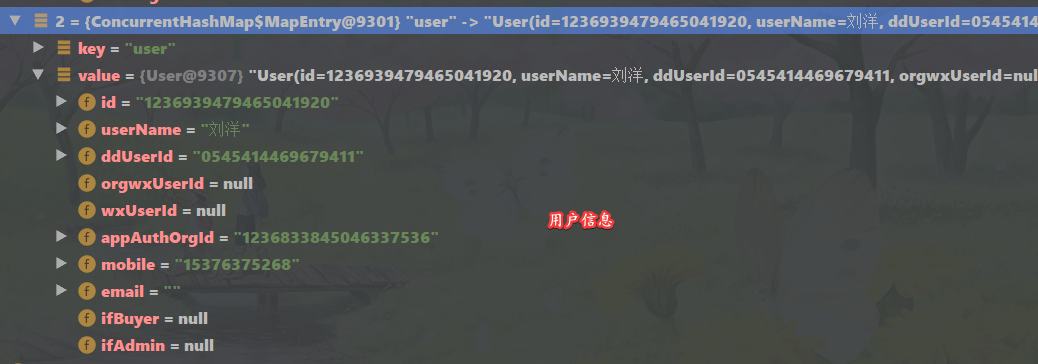 2 = {ConcurrentHashMap$MapEntry@9301} "user" -> "User(id=1236939479465041920, userName=刘洋, ddUserId=05454144
key = "user"
value = {User@9307} "User(id=1236939479465041920, userName=刘洋, ddUserId=0545414469679411, orgwxUserId=nul
f id = "1236939479465041920"
f userName = "刘洋"
f ddUserId = "0545414469679411"
f orgwxUserId = null
f wxUserId = null
用户信息
f appAuthOrgId = "1236833845046337536"
f mobile = "15376375268"
f email = ""
f ifBuyer = null
f ifAdmin = null